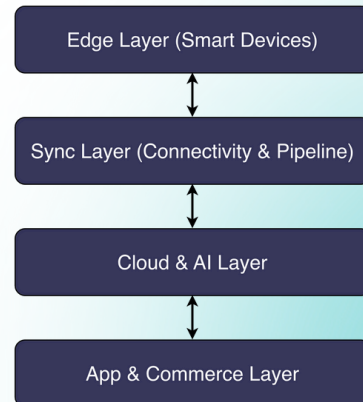 Edge Layer (Smart Devices)
Sync Layer (Connectivity & Pipeline)
Cloud & AI Layer
App & Commerce Layer